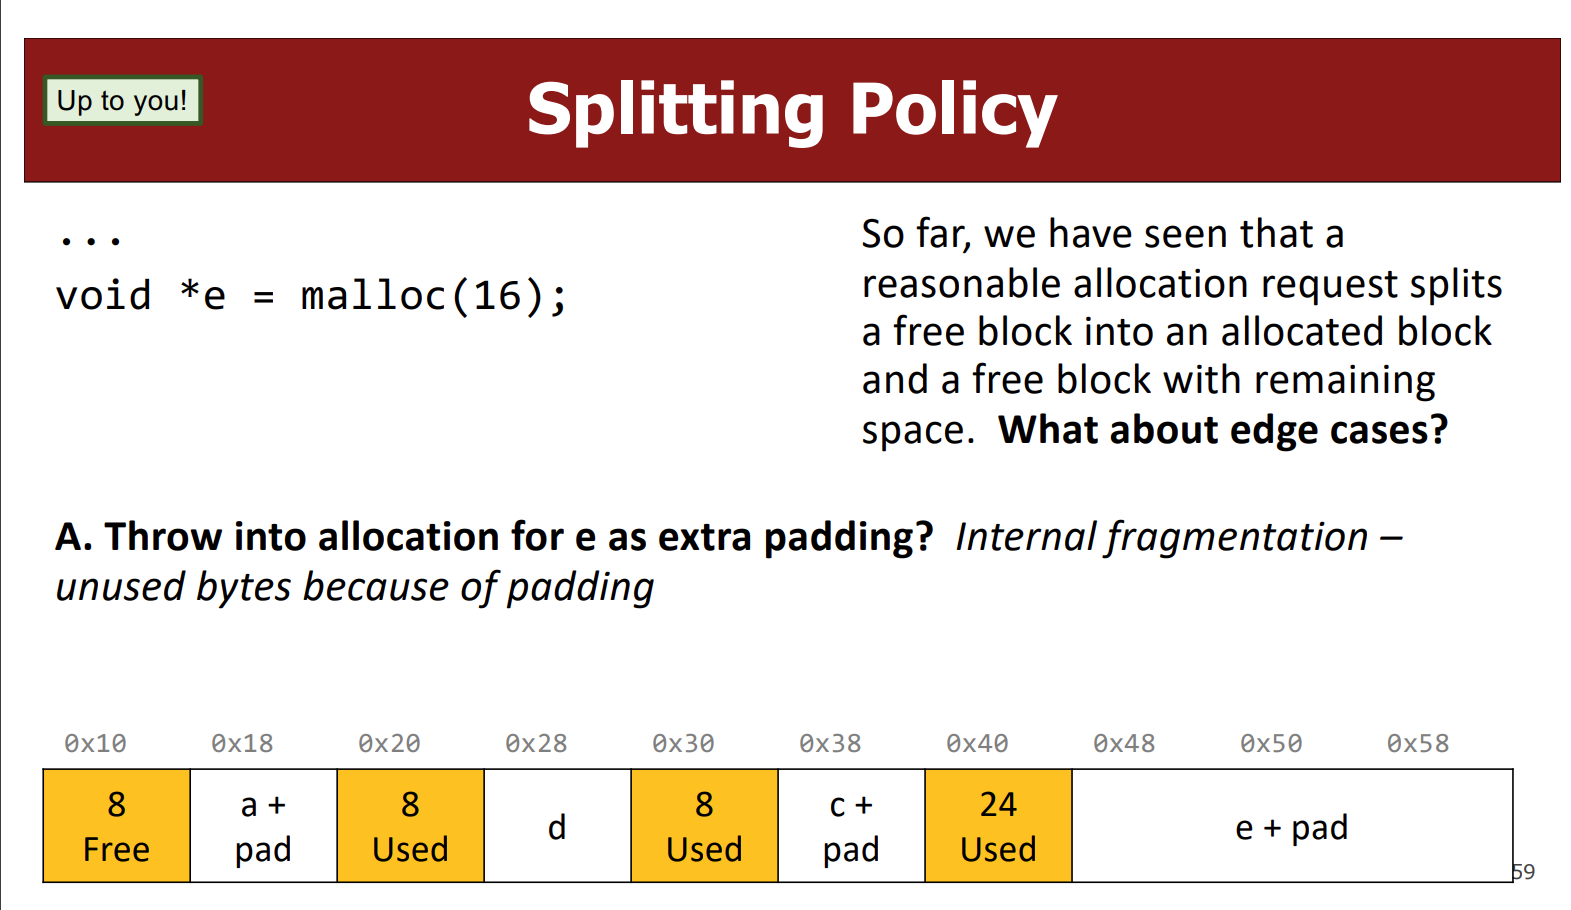 Up to you!
Splitting Policy
...
void *e = malloc(16);
So far, we have seen that a
reasonable allocation request splits
a free block into an allocated block
and a free block with remaining
space. What about edge cases?
A. Throw into allocation for e as extra padding? Internal fragmentation –
unused bytes because of padding
0x10 0x18 0x20 0x28 0x30 0x38 0x40 0x48 0x50 0x58
8 a + 8 d 8 c + 24 e + pad
Free pad Used Used pad Used
59